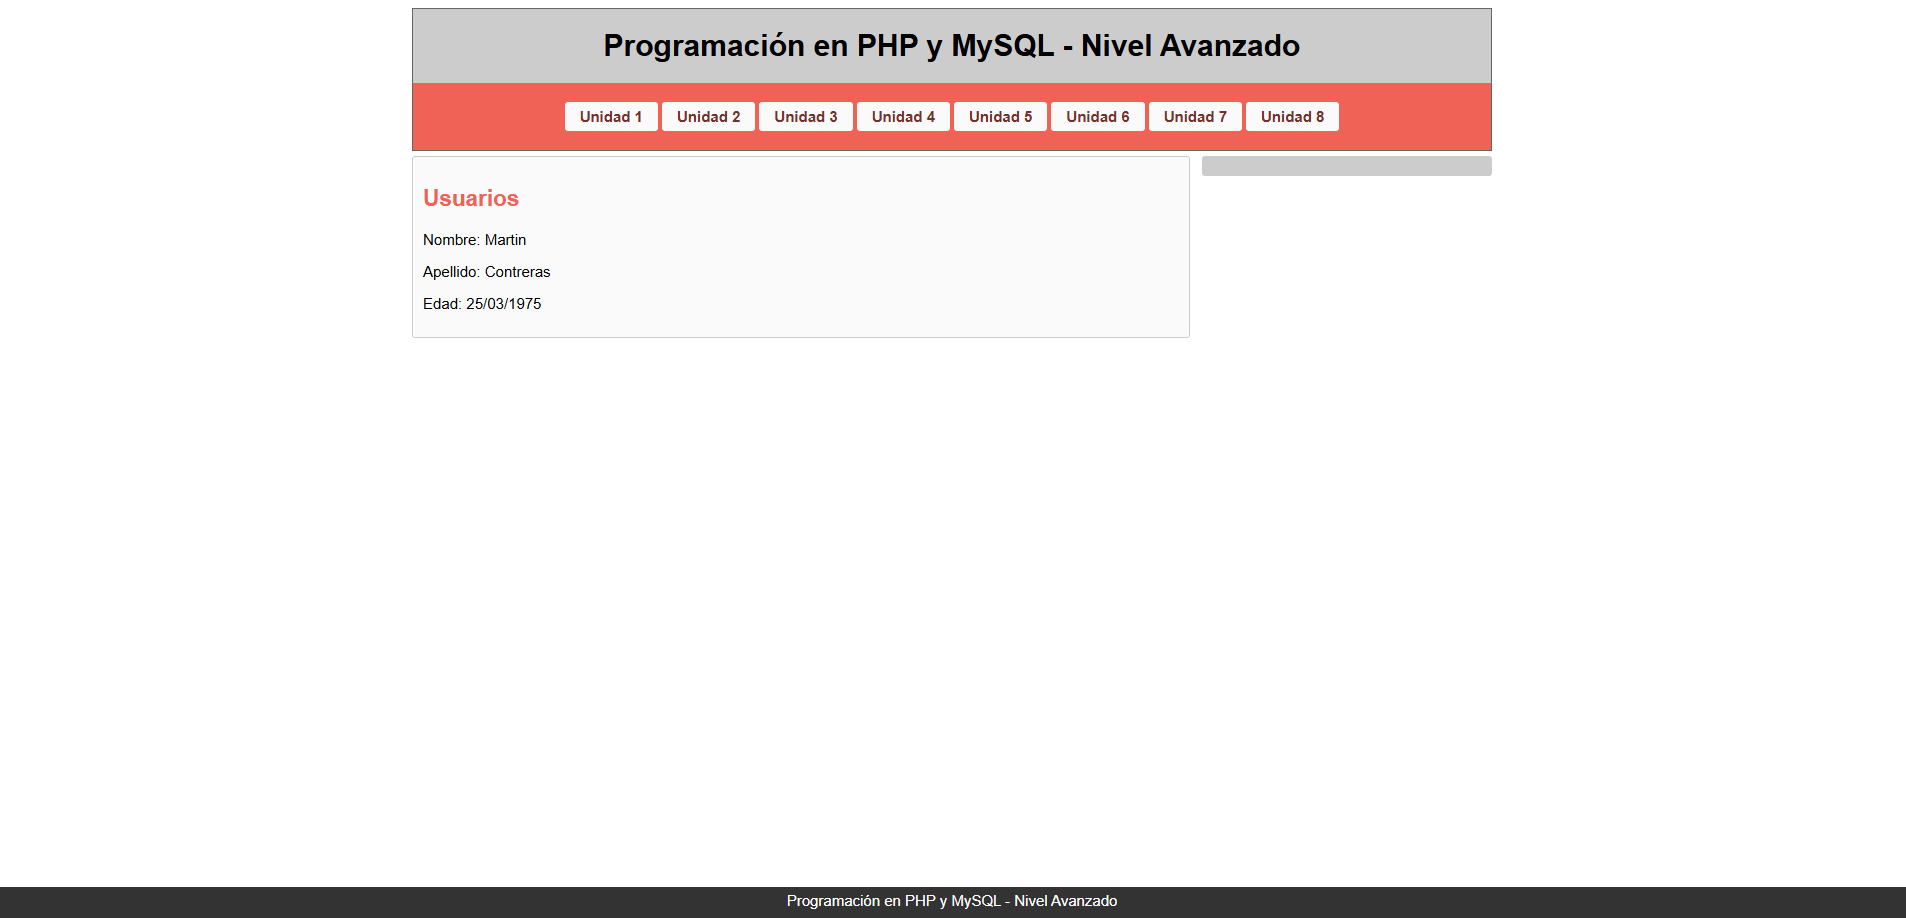 Programación en PHP y MySQL - Nivel Avanzado
Unidad 1 Unidad 2 Unidad 3 Unidad 4 Unidad 5 Unidad 6 Unidad 7 Unidad 8
Usuarios
Nombre: Martin
Apellido: Contreras
Edad: 25/03/1975
Programación en PHP y MySQL - Nivel Avanzado